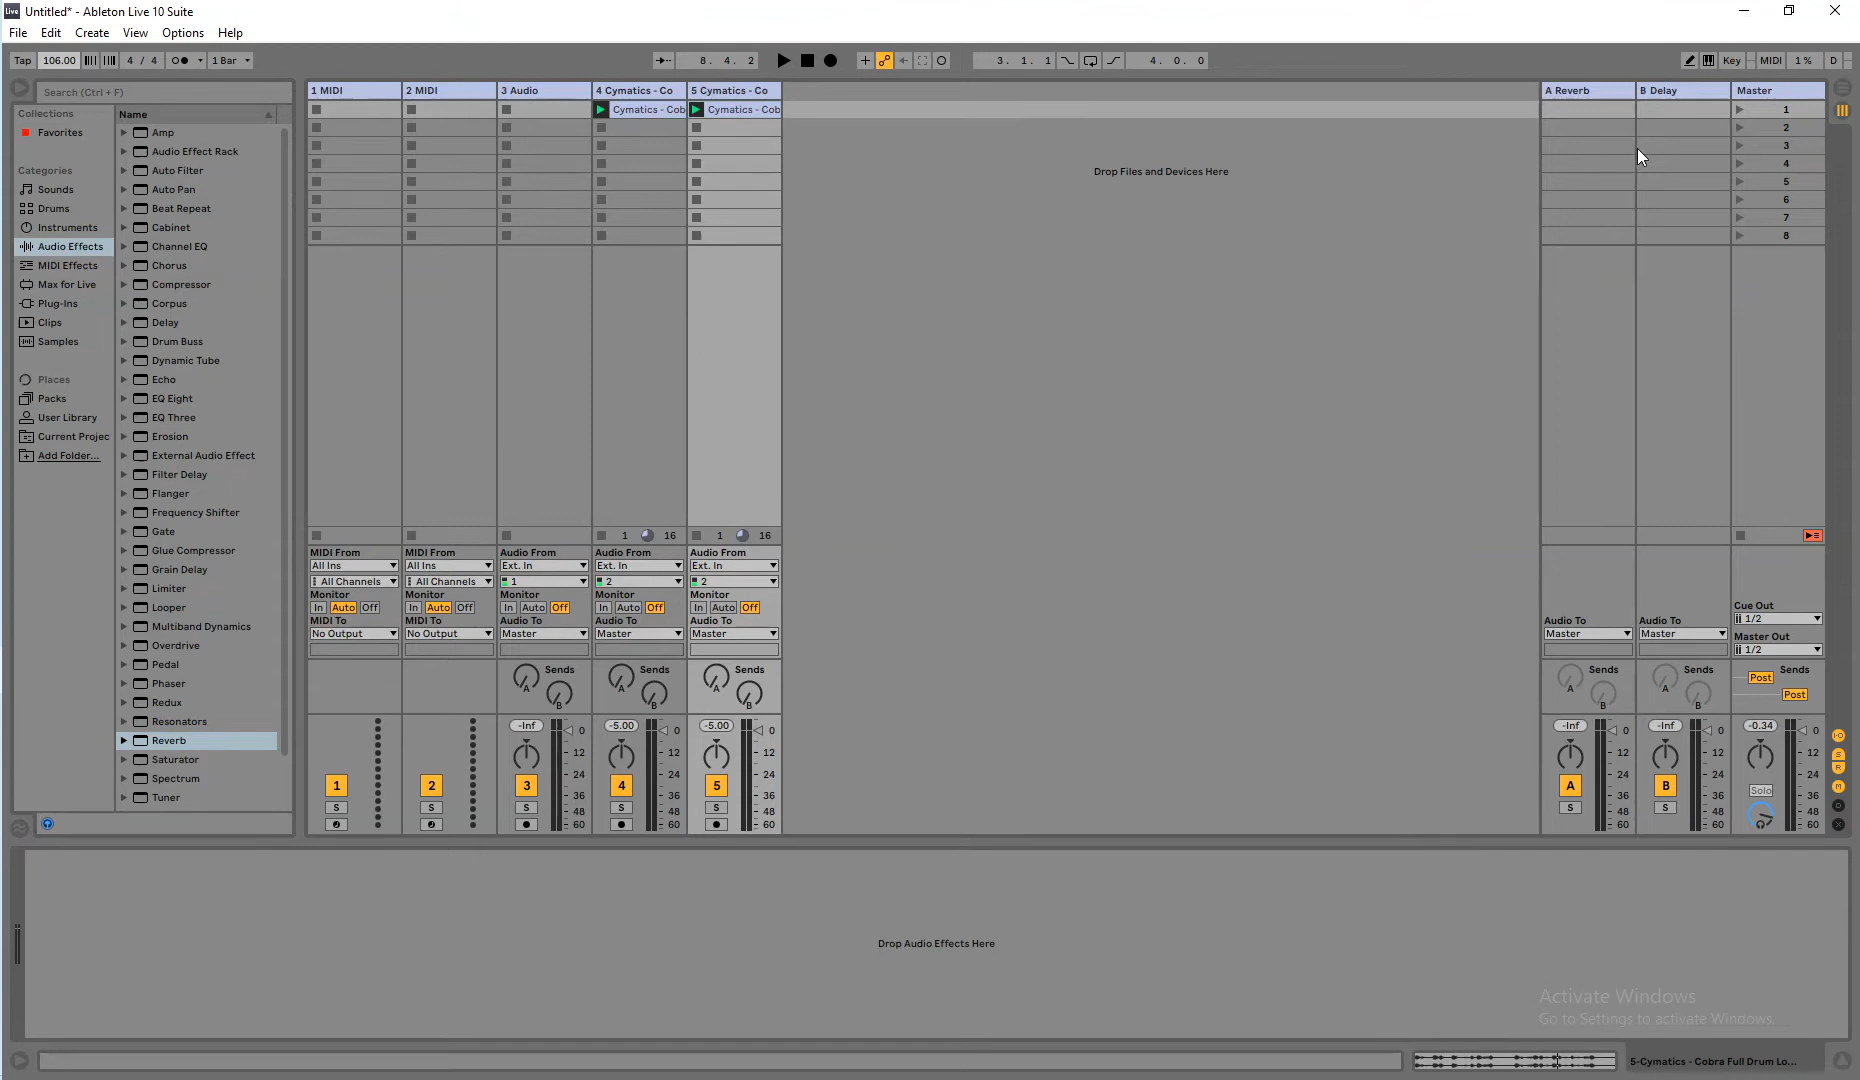 Untitled* - Ableton Live 10 Suite
File Edit Create View Options Help
Tap 106.00 4 / 4 1 Bar 8. 4. 2 3. 1. 1 4. 0. 0 Key MIDI 1 % D
Search (Ctrl + F)
Collections
Favorites
Categories
Sounds
Drums
Instruments
Audio Effects
MIDI Effects
Max for Live
Plug-Ins
Clips
Samples
Places
Packs
User Library
Current Projec
Add Folder...
Name
Amp
Audio Effect Rack
Auto Filter
Auto Pan
Beat Repeat
Cabinet
Channel EQ
Chorus
Compressor
Corpus
Delay
Drum Buss
Dynamic Tube
Echo
EQ Eight
EQ Three
Erosion
External Audio Effect
Filter Delay
Flanger
Frequency Shifter
Gate
Glue Compressor
Grain Delay
Limiter
Looper
Multiband Dynamics
Overdrive
Pedal
Phaser
Redux
Resonators
Reverb
Saturator
Spectrum
Tuner
1 MIDI 2 MIDI 3 Audio 4 Cymatics - Co 5 Cymatics - Co A Reverb B Delay Master
Cymatics - Cob Cymatics - Cob 1
2
3
4
5
6
7
8
Drop Files and Devices Here
1 16 1 16
MIDI From MIDI From Audio From Audio From Audio From
All Ins All Ins Ext. In Ext. In Ext. In
All Channels All Channels 1 2 2
Monitor Monitor Monitor Monitor Monitor Cue Out
In Auto Off In Auto Off In Auto Off In Auto Off In Auto Off 1/2
MIDI To MIDI To Audio To Audio To Audio To Audio To Audio To Master Out
No Output No Output Master Master Master Master Master 1/2
Sends Sends Sends Sends Sends Sends
A A A A A Post
B B B B B Post
-Inf -5.00 -5.00 -Inf -Inf -0.34
0 0 0 0 0 0
12 12 12 12 12 12
24 24 24 24 24 24
1 2 3 4 5 A B Solo
36 36 36 36 36 36
S S S S S S S
48 48 48 48 48 48
60 60 60 60 60 60
I·O
S
R
M
D
X
Drop Audio Effects Here
Activate Windows
Go to Settings to activate Windows.
5-Cymatics - Cobra Full Drum Lo...